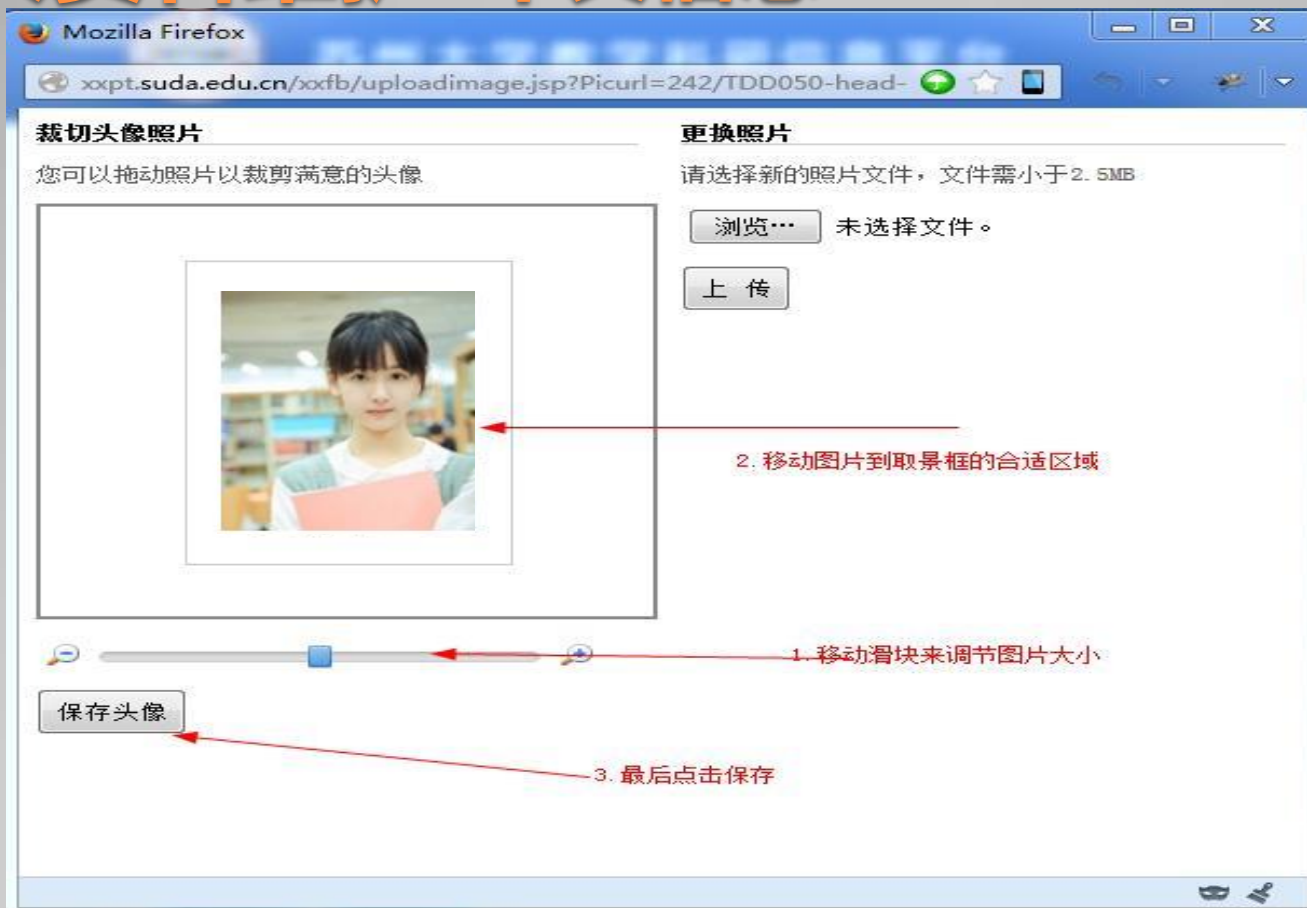 Mozilla Firefox
xxpt.suda.edu.cn/xxfb/uploadimage.jsp?Picurl=242/TDD050-head-
裁切头像照片
您可以拖动照片以裁剪满意的头像
更换照片
请选择新的照片文件，文件需小于2.5MB
浏览… 未选择文件。
上 传
2.移动图片到取景框的合适区域
1.移动滑块来调节图片大小
保存头像
3.最后点击保存